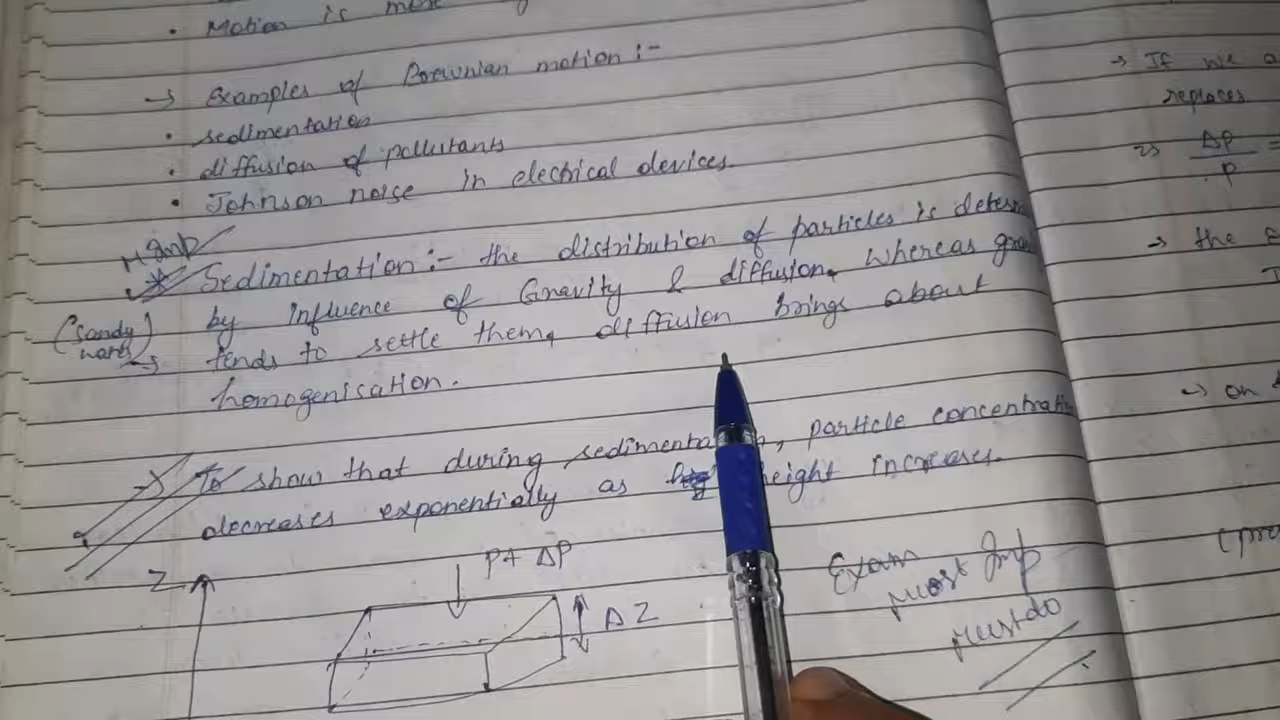 • Motion is more
→ Examples of Brownian motion :-
• sedimentation
• diffusion of pollutants
• Johnson noise in electrical devices.
Imp
* Sedimentation :- the distribution of particles is determ
by influence of Gravity & diffusion. Whereas gra
(Sandy
→ tends to settle them, diffusion brings about
homogenisation.
→ To show that during sedimenta n, particle concentrati
decreases exponentially as height increases.
Z
P + ΔP
ΔZ
Exam
Most Imp
Must do
→ If we a
replaces
ΔP =
P
→ the
→ on